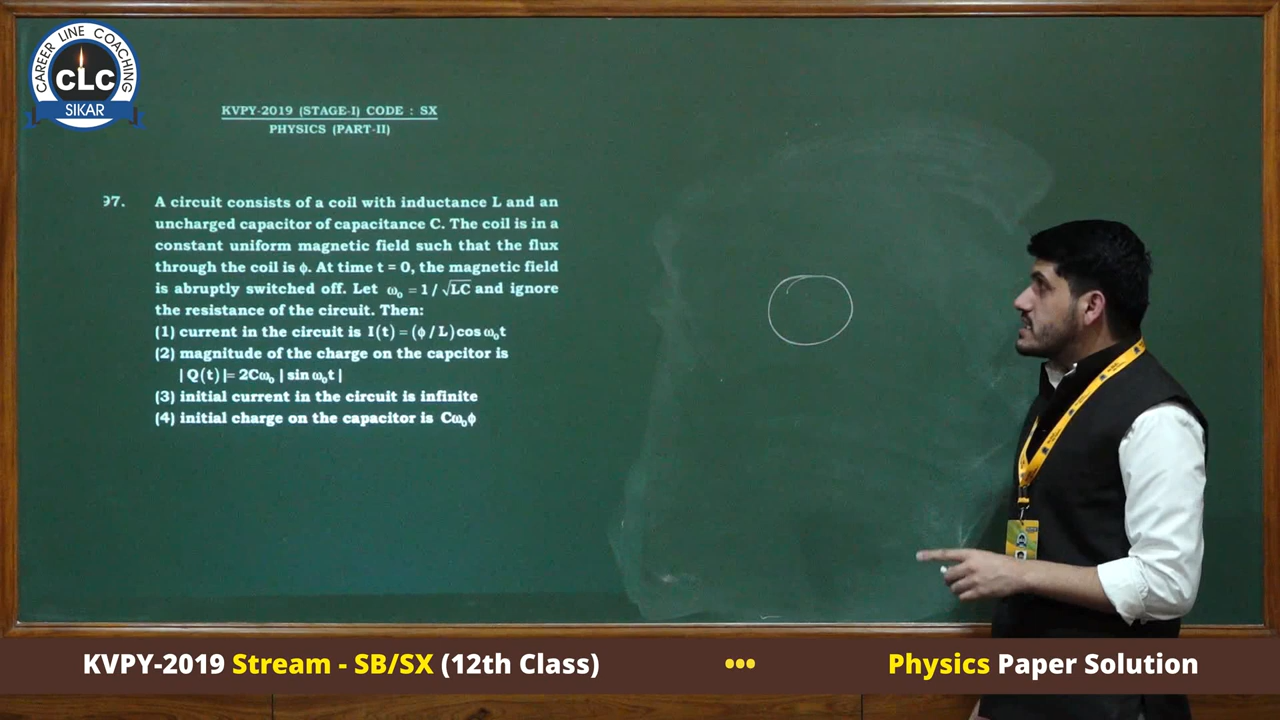 CAREER LINE COACHING
CLC
SIKAR
KVPY-2019 (STAGE-I) CODE : SX
PHYSICS (PART-II)
97. A circuit consists of a coil with inductance L and an
uncharged capacitor of capacitance C. The coil is in a
constant uniform magnetic field such that the flux
through the coil is ϕ. At time t = 0, the magnetic field
is abruptly switched off. Let ω₀ = 1 / √LC and ignore
the resistance of the circuit. Then:
(1) current in the circuit is I(t) = (ϕ / L) cos ω₀t
(2) magnitude of the charge on the capcitor is
| Q(t) |= 2Cω₀ | sin ω₀t |
(3) initial current in the circuit is infinite
(4) initial charge on the capacitor is Cω₀ϕ
KVPY-2019 Stream - SB/SX (12th Class) ••• Physics Paper Solution